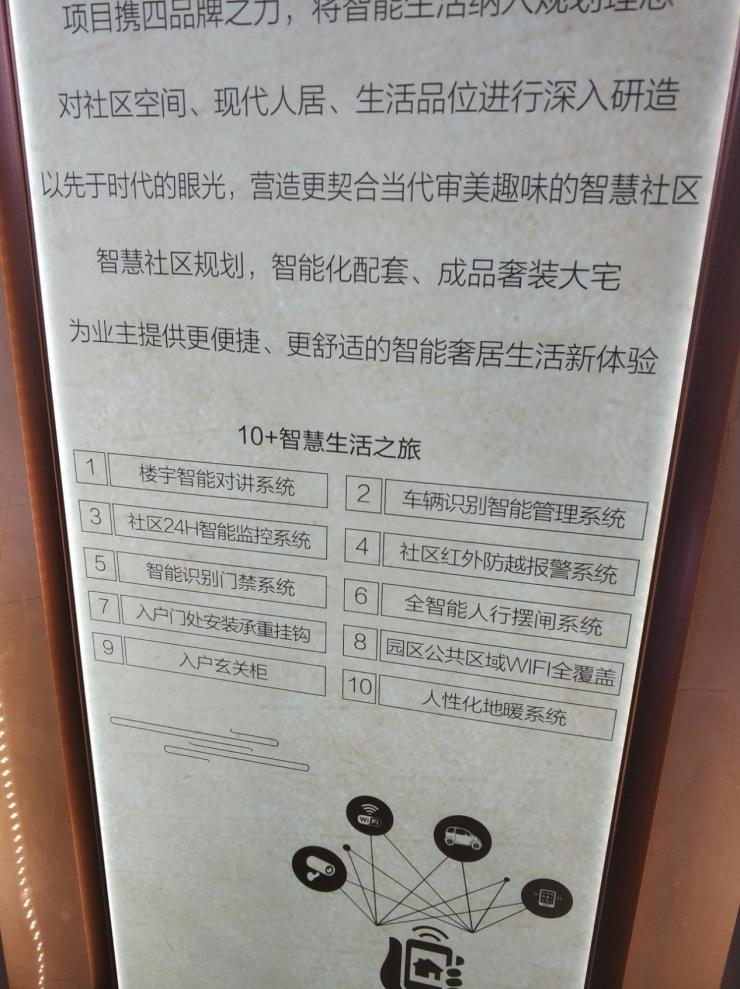 项目携四品牌之力，将智能生活纳入规划理念
对社区空间、现代人居、生活品位进行深入研造
以先于时代的眼光，营造更契合当代审美趣味的智慧社区
智慧社区规划，智能化配套、成品奢装大宅
为业主提供更便捷、更舒适的智能奢居生活新体验
10+智慧生活之旅
1 楼宇智能对讲系统
2 车辆识别智能管理系统
3 社区24H智能监控系统
4 社区红外防越报警系统
5 智能识别门禁系统
6 全智能人行摆闸系统
7 入户门处安装承重挂钩
8 园区公共区域WIFI全覆盖
9 入户玄关柜
10 人性化地暖系统
WiFi